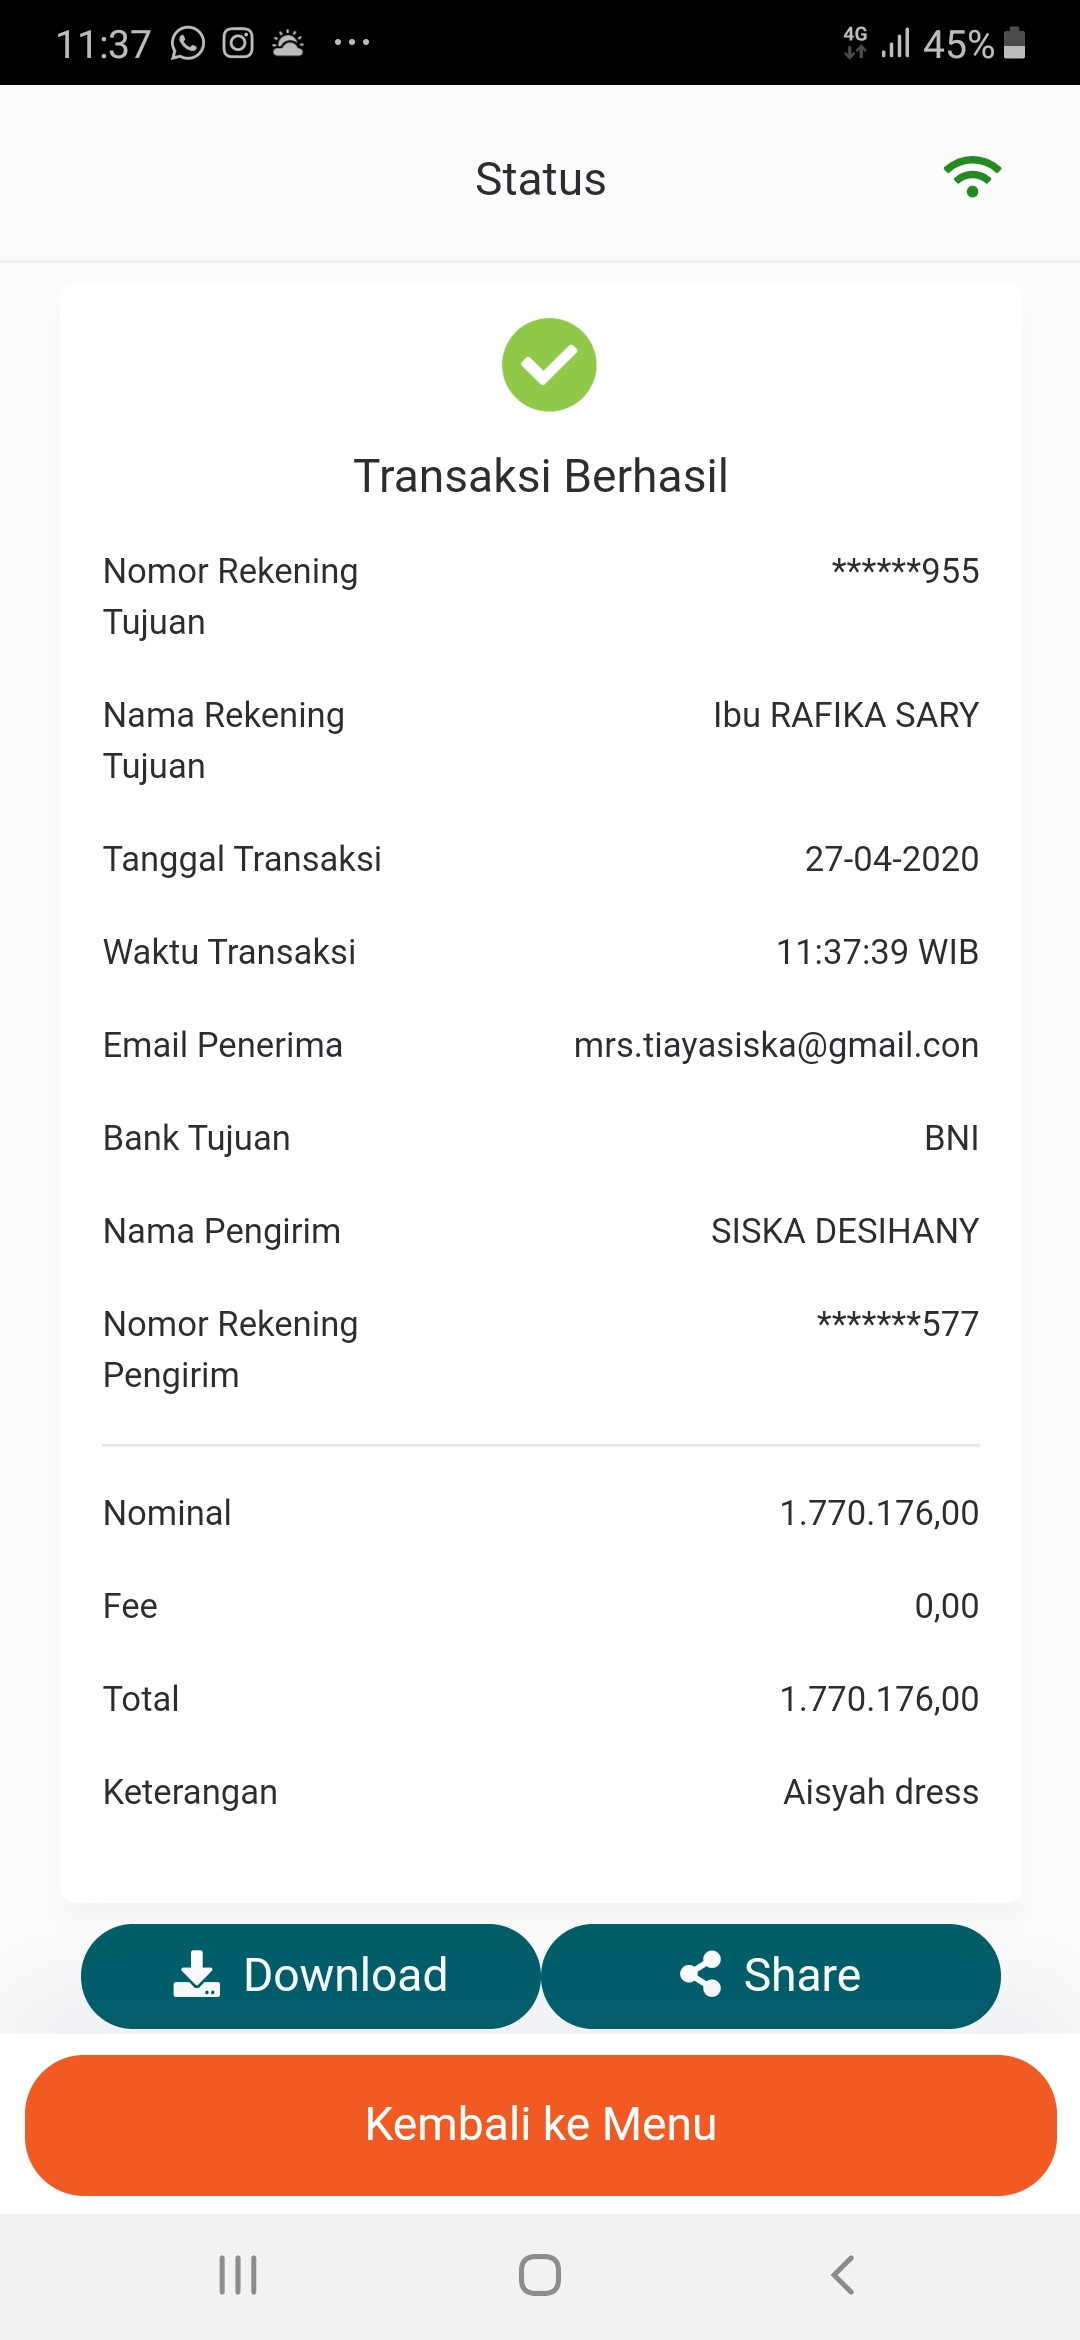 11:37 4G 45%
Status
Transaksi Berhasil
Nomor Rekening Tujuan ******955
Nama Rekening Tujuan Ibu RAFIKA SARY
Tanggal Transaksi 27-04-2020
Waktu Transaksi 11:37:39 WIB
Email Penerima mrs.tiayasiska@gmail.con
Bank Tujuan BNI
Nama Pengirim SISKA DESIHANY
Nomor Rekening Pengirim *******577
Nominal 1.770.176,00
Fee 0,00
Total 1.770.176,00
Keterangan Aisyah dress
Download Share
Kembali ke Menu